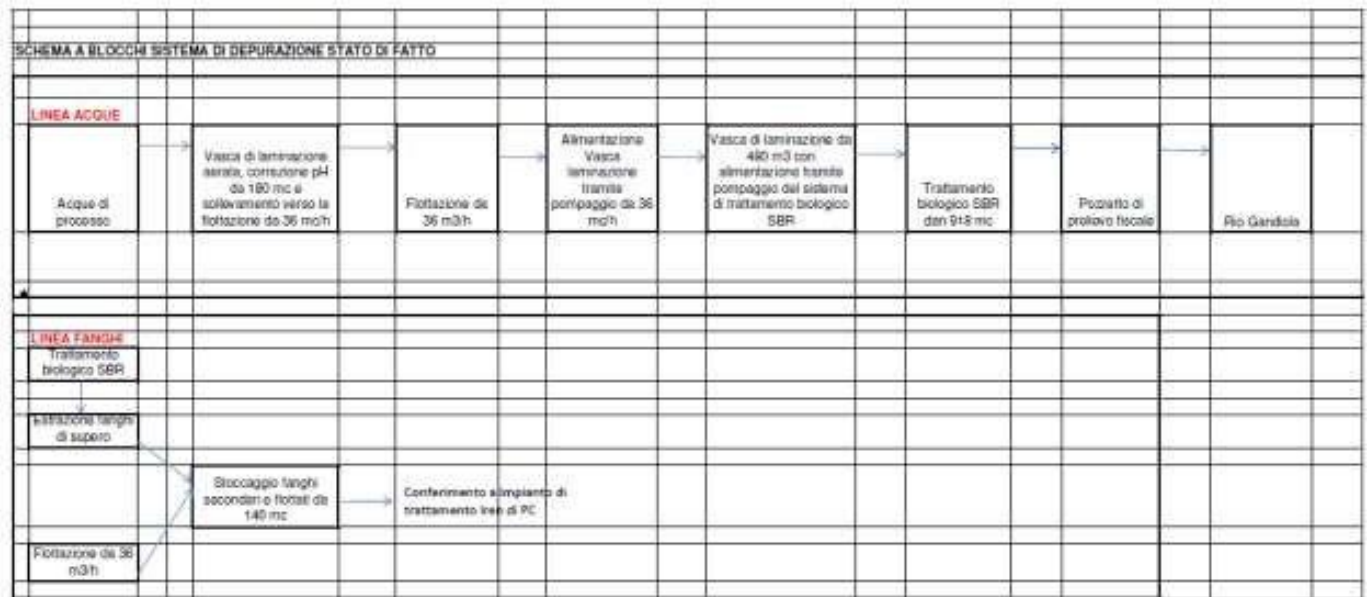 SCHEMA A BLOCCHI SISTEMA DI DEPURAZIONE STATO DI FATTO
LINEA ACQUE
Acque di
processo
Vasca di laminazione
aerata, correzione pH
da 180 mc e
sollevamento verso la
flottazione da 36 mc/h
Flottazione da
36 m3/h
Alimentazione
Vasca
laminazione
tramite
pompaggio da 36
mc/h
Vasca di laminazione da
480 m3 con
alimentazione tramite
pompaggio del sistema
di trattamento biologico
SBR
Trattamento
biologico SBR
dan 918 mc
Pozzetto di
prelievo fiscale
Rio Gandiola
LINEA FANGHI
Trattamento
biologico SBR
Estrazione fanghi
di supero
Stoccaggio fanghi
secondari e flottati da
140 mc
Conferimento a impianto di
trattamento Iren di PC
Flottazione da 36
m3/h